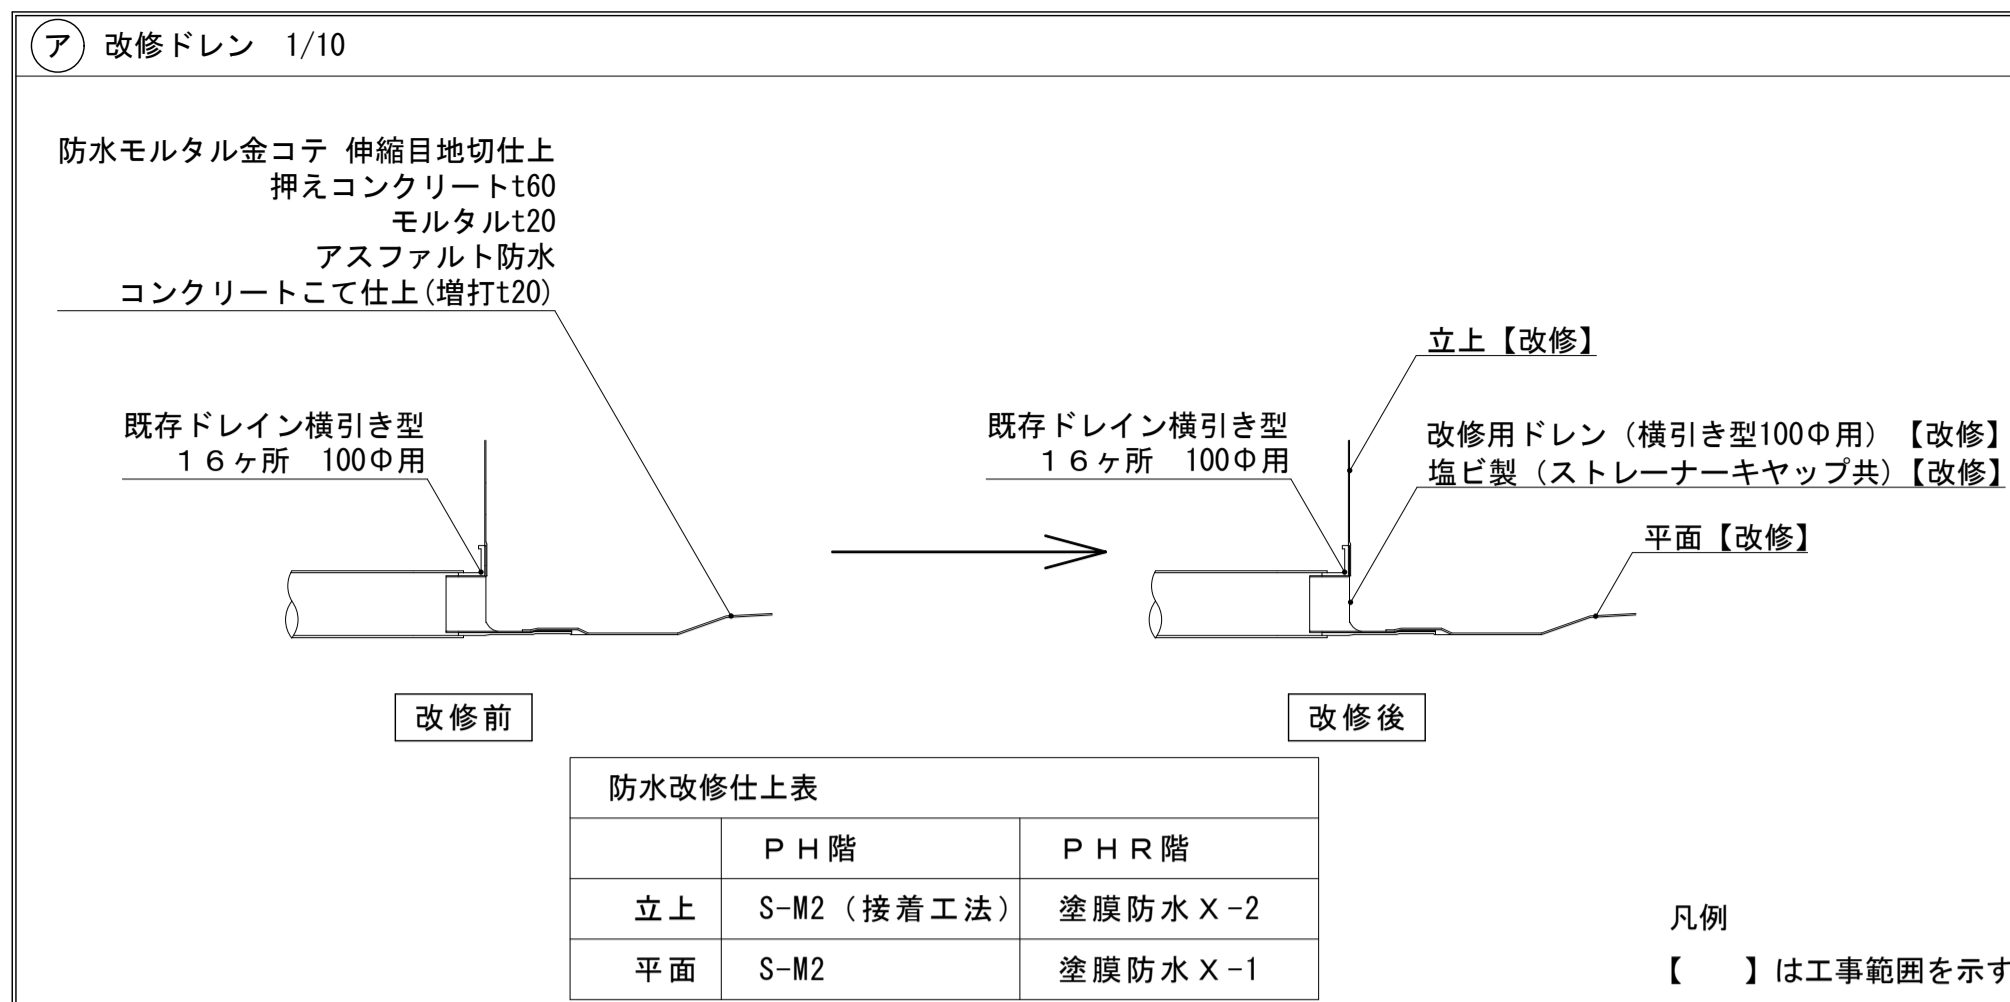 ア 改修ドレン 1/10
防水モルタル金コテ 伸縮目地切仕上
押えコンクリートt60
モルタルt20
アスファルト防水
コンクリートこて仕上(増打t20)
既存ドレイン横引き型
16ヶ所 100Φ用
改修前
既存ドレイン横引き型
16ヶ所 100Φ用
立上【改修】
改修用ドレン(横引き型100Φ用)【改修】
塩ビ製(ストレーナーキヤップ共)【改修】
平面【改修】
改修後
防水改修仕上表
PH階 PHR階
立上 S-M2(接着工法) 塗膜防水X-2
平面 S-M2 塗膜防水X-1
凡例
【 】は工事範囲を示す